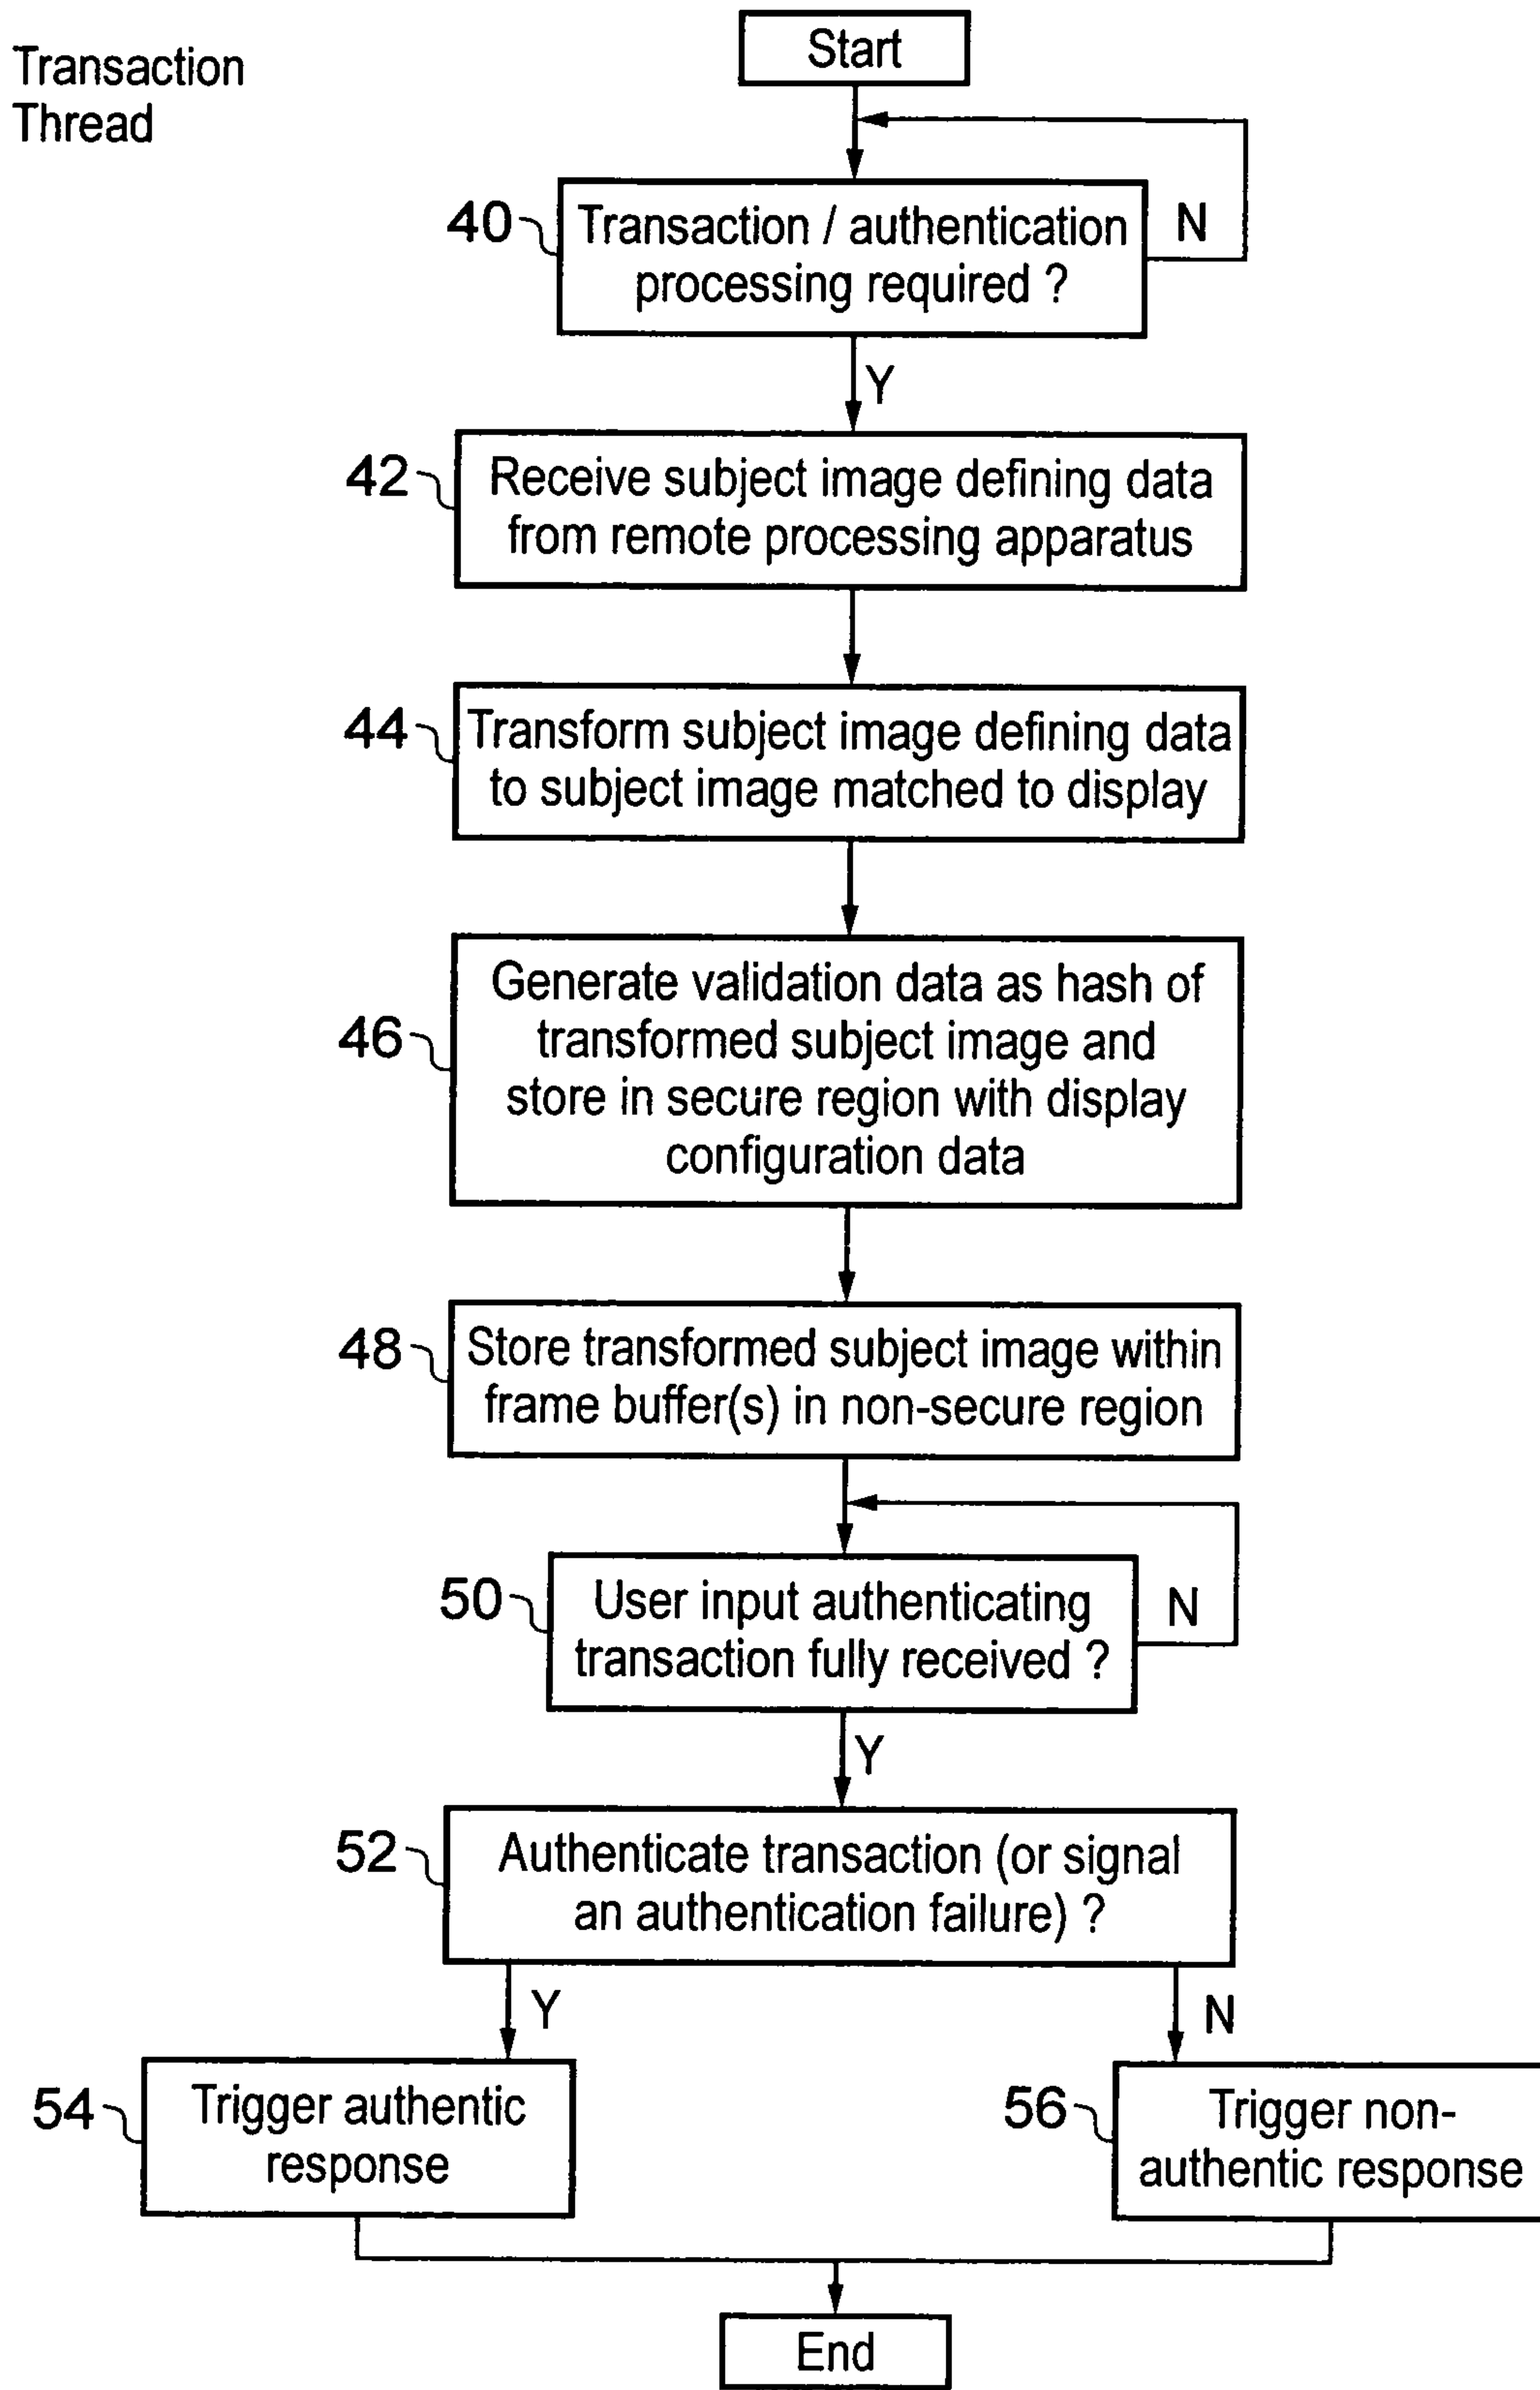 Transaction
Thread
Start
40
Transaction / authentication
processing required ?
N
Y
42
Receive subject image defining data
from remote processing apparatus
44
Transform subject image defining data
to subject image matched to display
46
Generate validation data as hash of
transformed subject image and
store in secure region with display
configuration data
48
Store transformed subject image within
frame buffer(s) in non-secure region
50
User input authenticating
transaction fully received ?
N
Y
52
Authenticate transaction (or signal
an authentication failure) ?
Y
N
54
Trigger authentic
response
56
Trigger non-
authentic response
End